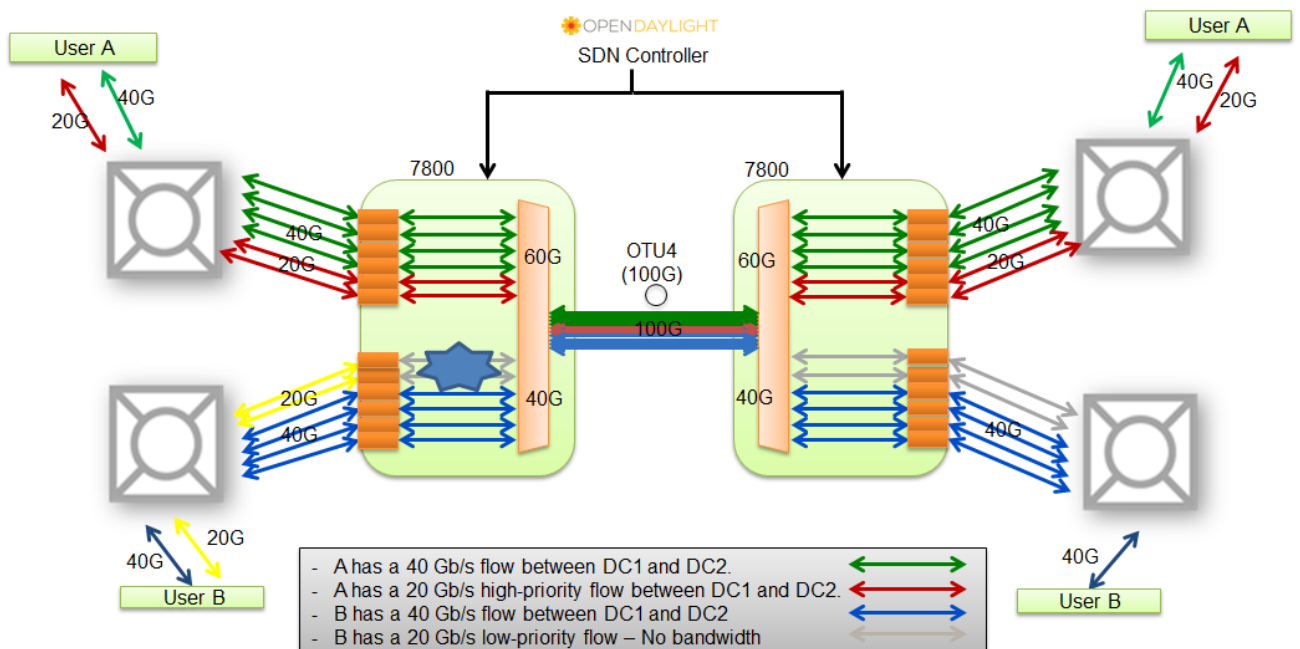 OPENDAYLIGHT
SDN Controller
User A
User A
40G
20G
40G
20G
7800
7800
40G
20G
60G
OTU4
(100G)
100G
60G
40G
20G
20G
40G
40G
40G
40G
40G
20G
40G
User B
User B
- A has a 40 Gb/s flow between DC1 and DC2.
- A has a 20 Gb/s high-priority flow between DC1 and DC2.
- B has a 40 Gb/s flow between DC1 and DC2
- B has a 20 Gb/s low-priority flow – No bandwidth